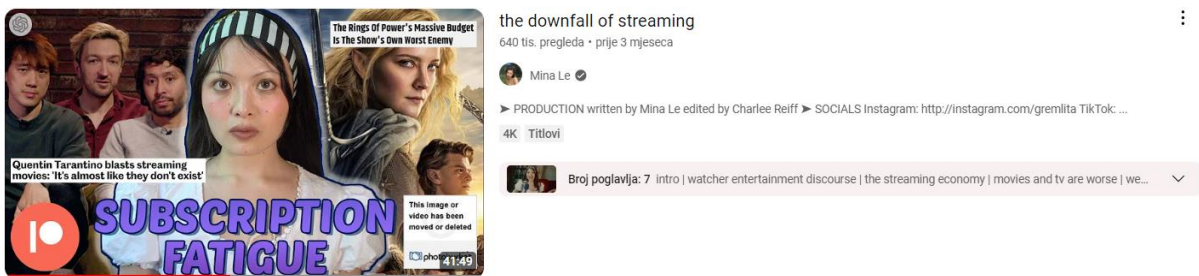 The Rings Of Power's Massive Budget
Is The Show's Own Worst Enemy
Quentin Tarantino blasts streaming
movies: 'It's almost like they don't exist'
SUBSCRIPTION
FATIGUE
This image or
video has been
moved or deleted
41:49
the downfall of streaming
640 tis. pregleda • prije 3 mjeseca
Mina Le
➤ PRODUCTION written by Mina Le edited by Charlee Reiff ➤ SOCIALS Instagram: http://instagram.com/gremlita TikTok: ...
4K Titlovi
Broj poglavlja: 7 intro | watcher entertainment discourse | the streaming economy | movies and tv are worse | we...